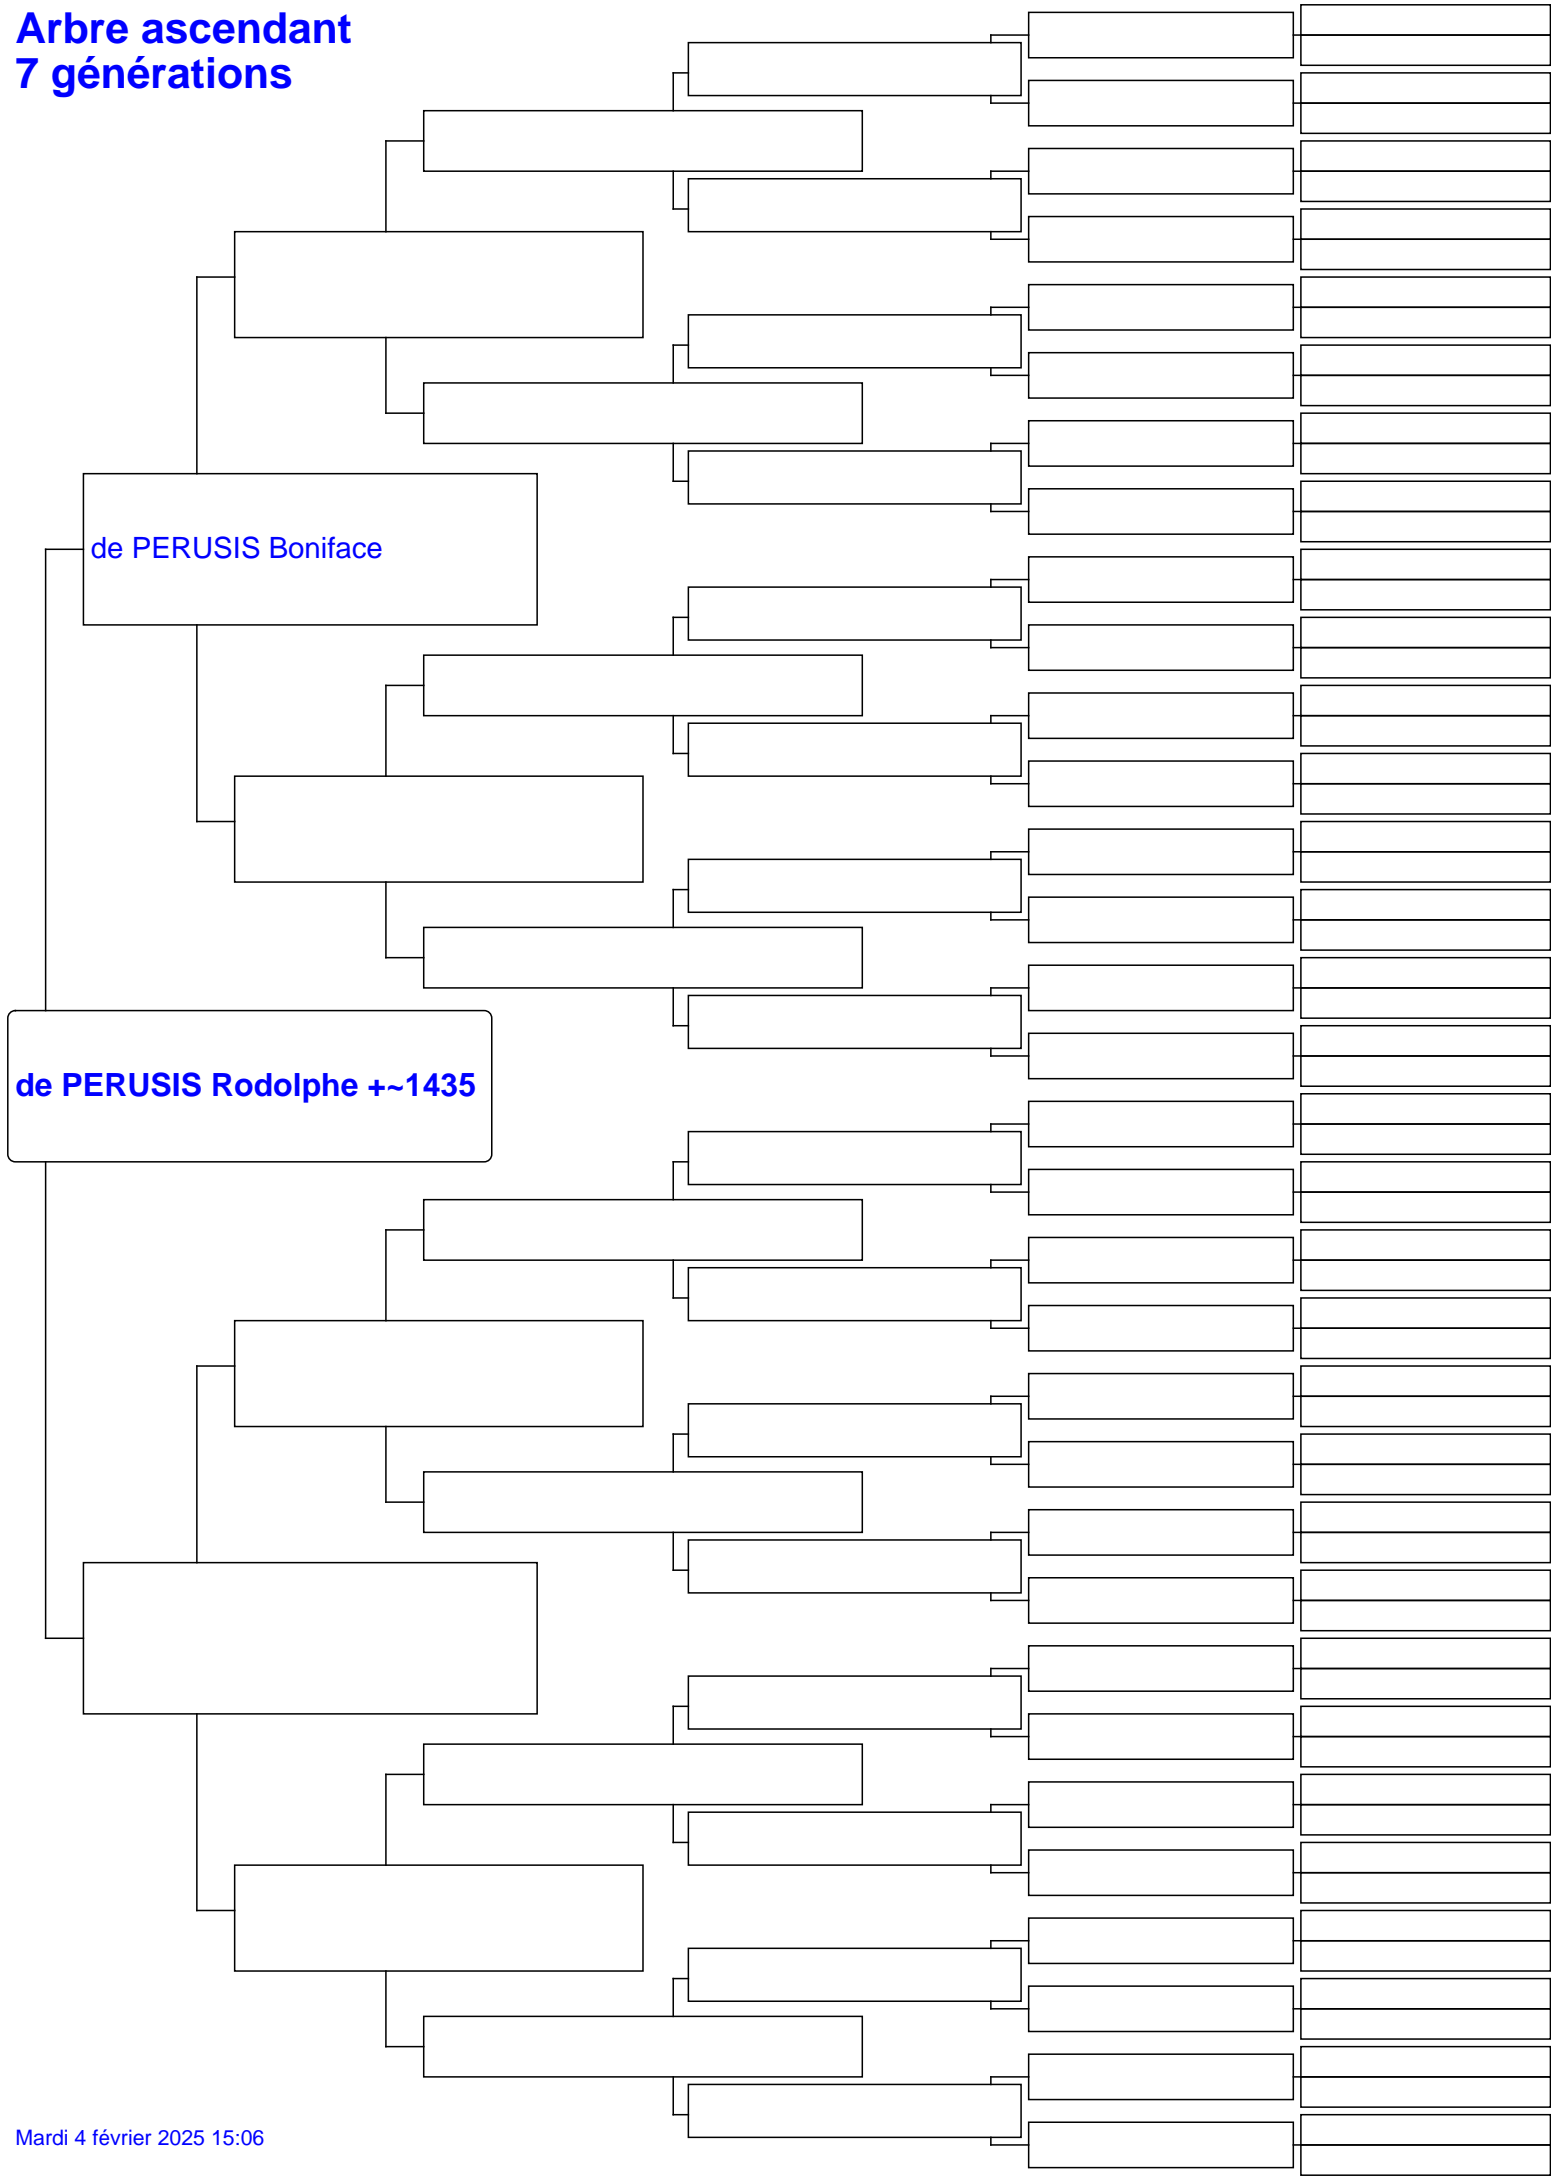 Arbre ascendant
7 générations
de PERUSIS Boniface
de PERUSIS Rodolphe +~1435
Mardi 4 février 2025 15:06